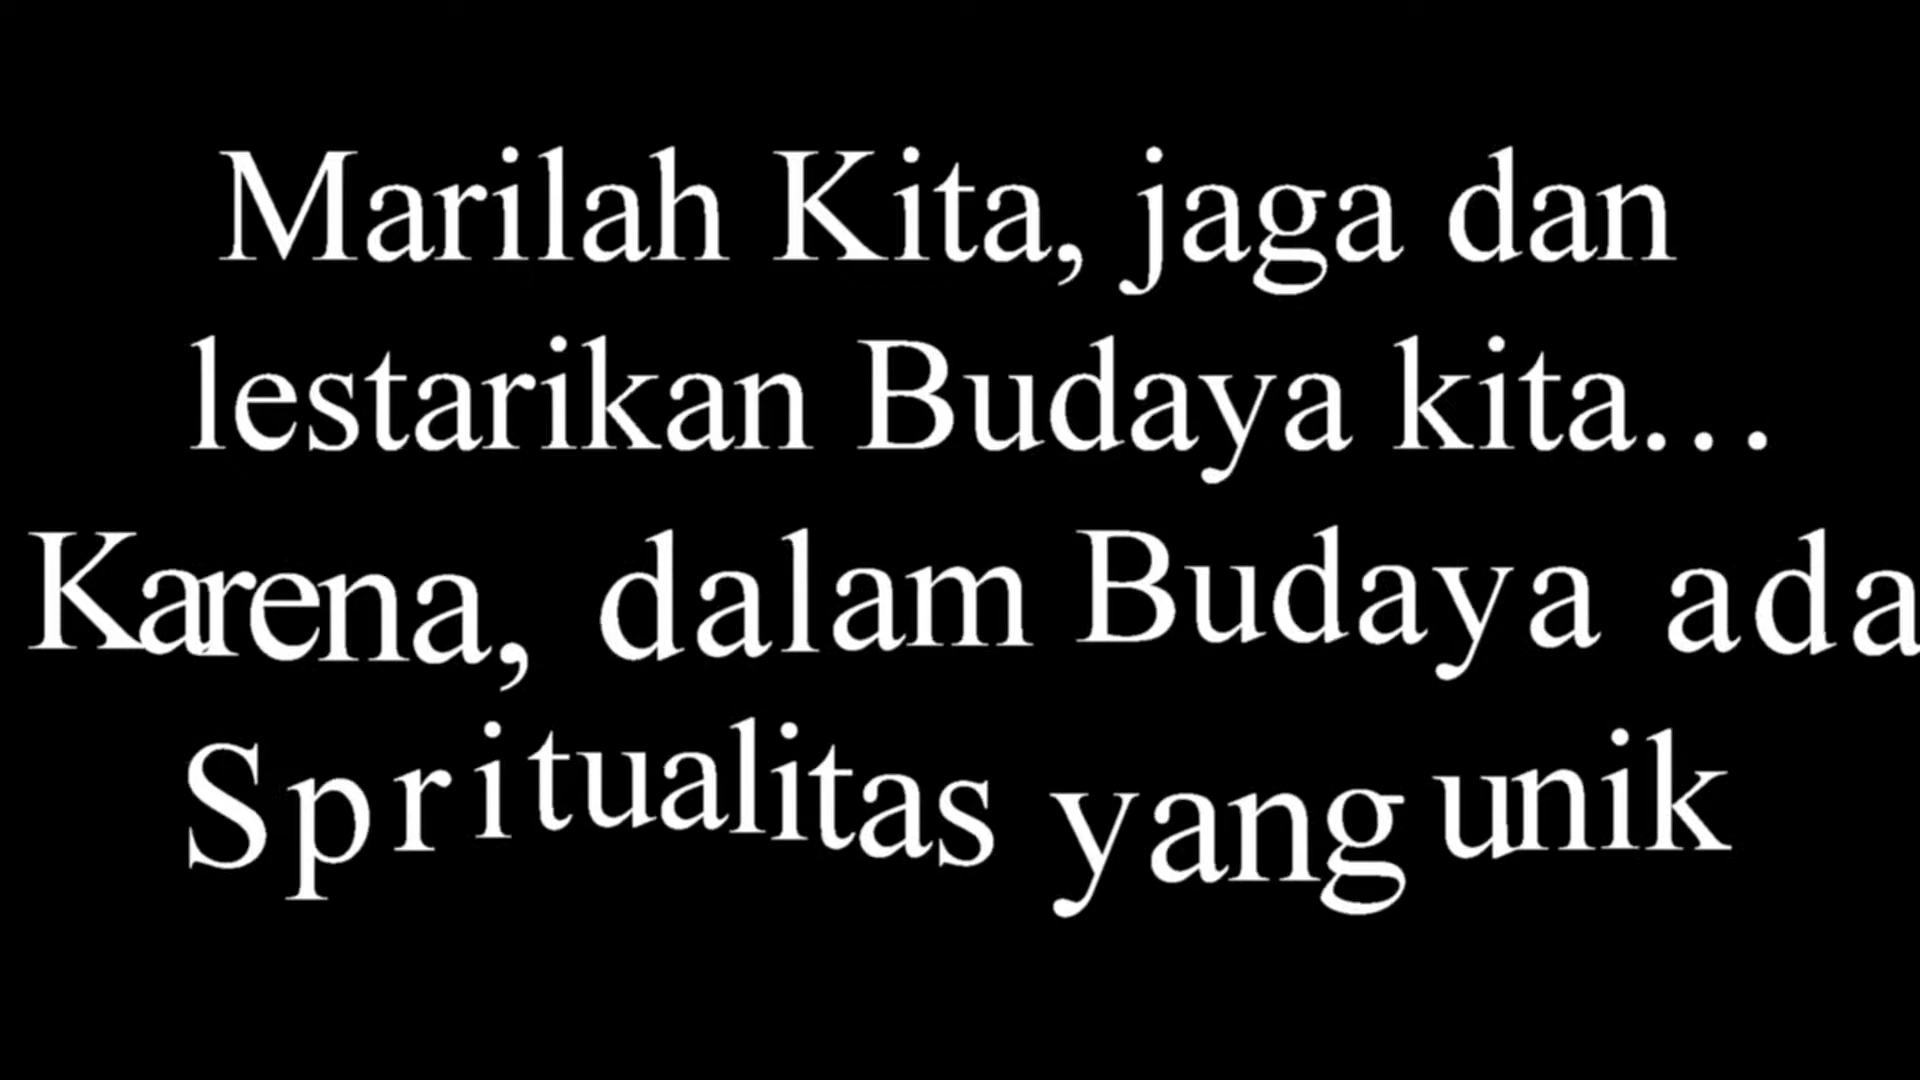 Marilah Kita, jaga dan
lestarikan Budaya kita...
Karena, dalam Budaya ada
Spritualitas yang unik